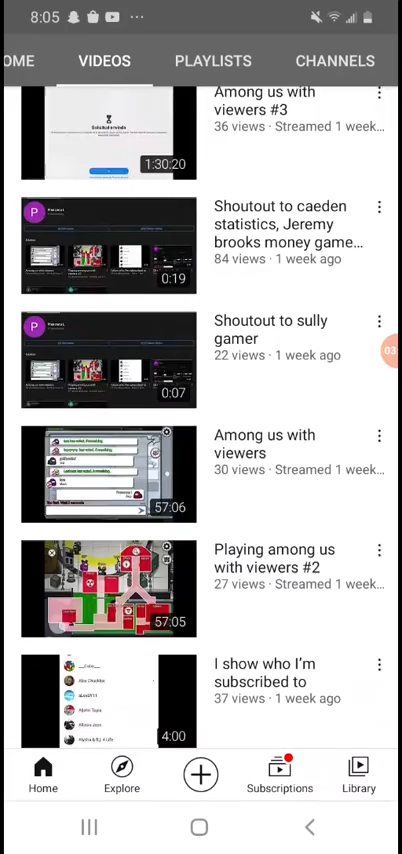 8:05
OME VIDEOS PLAYLISTS CHANNELS
Among us with
viewers #3
36 views · Streamed 1 week...
1:30:20
Shoutout to caeden
statistics, Jeremy
brooks money game...
84 views · 1 week ago
P
0:19
Shoutout to sully
gamer
22 views · 1 week ago
P
0:07
03
Among us with
viewers
30 views · Streamed 1 week...
57:06
Playing among us
with viewers #2
27 views · Streamed 1 week...
57:05
I show who I'm
subscribed to
37 views · 1 week ago
4:00
Home Explore Subscriptions Library